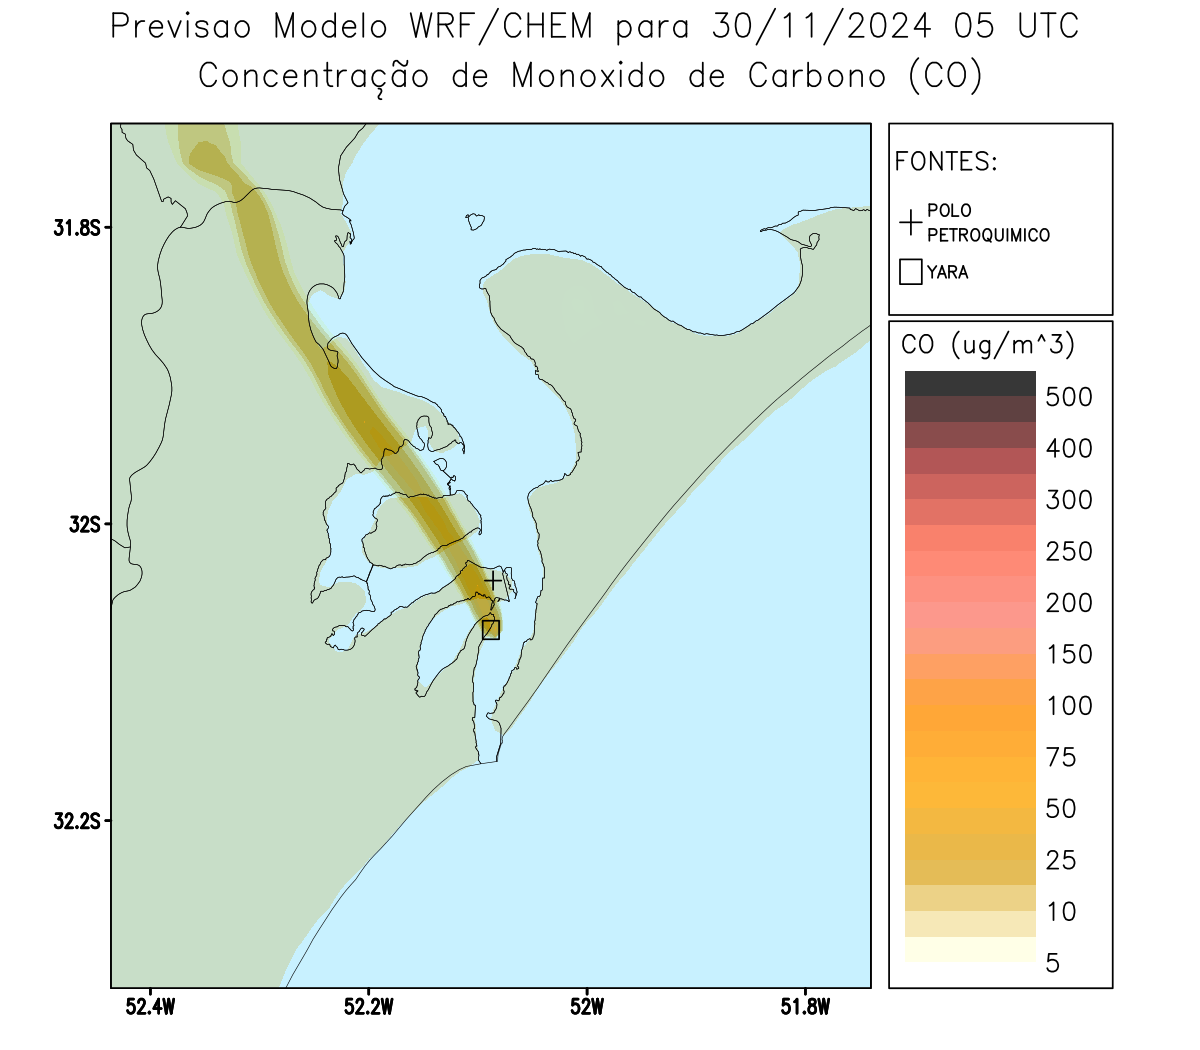 Previsao Modelo WRF/CHEM para 30/11/2024 05 UTC
Concentração de Monoxido de Carbono (CO)
FONTES:
POLO
PETROQUIMICO
YARA
CO (ug/m^3)
500
400
300
250
200
150
100
75
50
25
10
5
31.8S
32S
32.2S
52.4W
52.2W
52W
51.8W